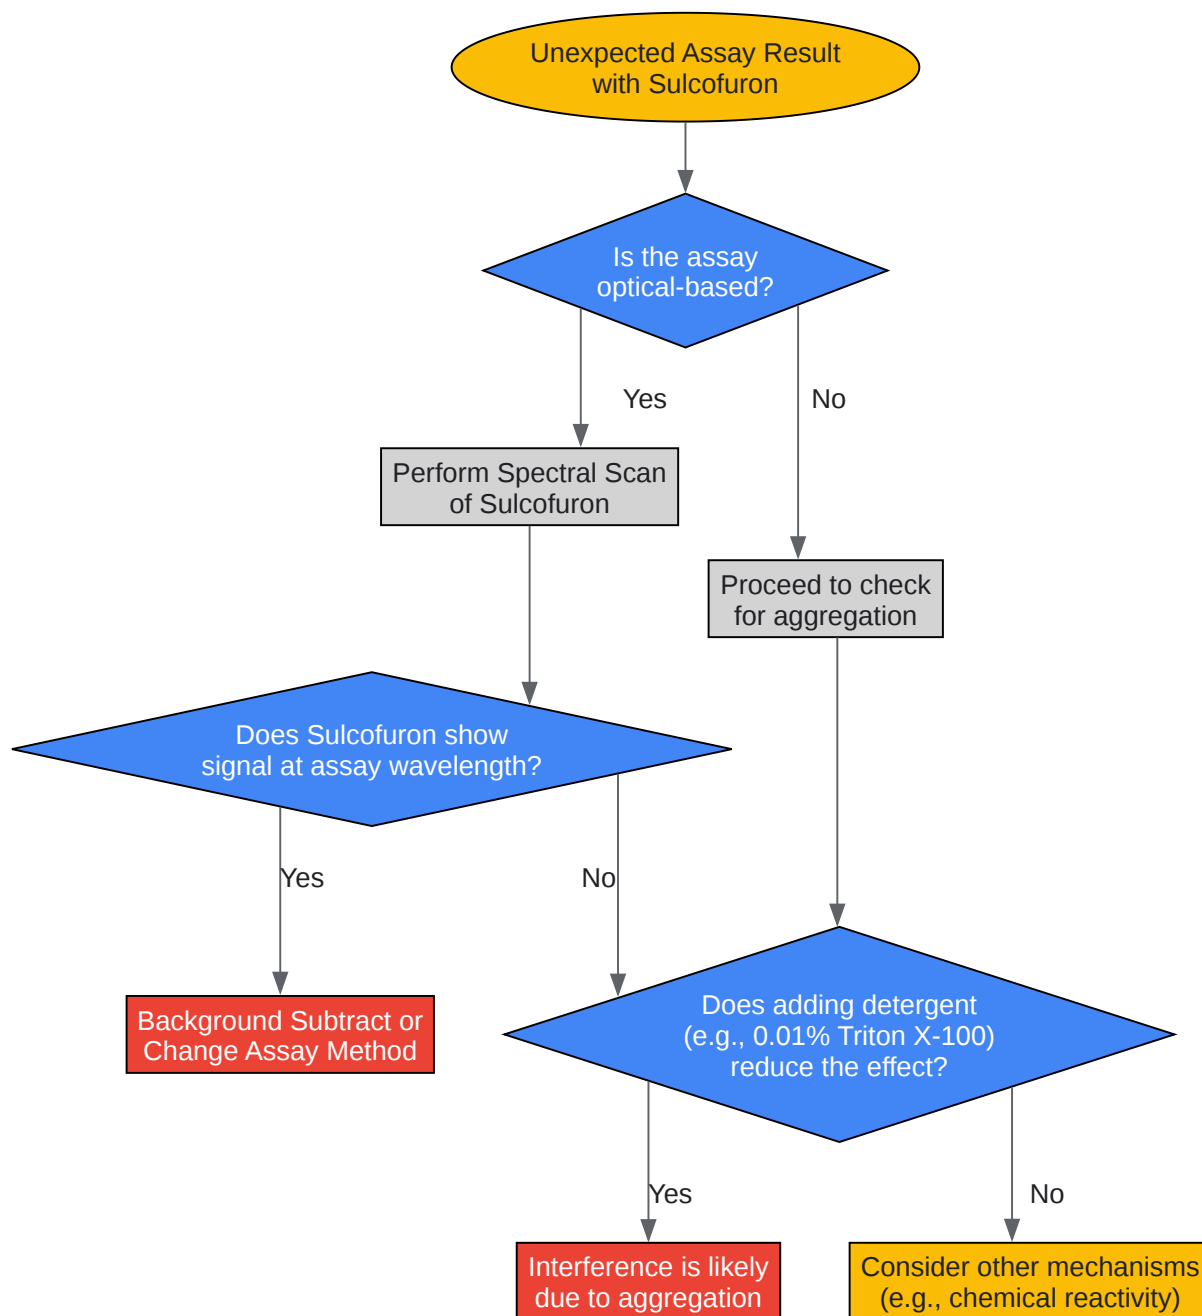 Unexpected Assay Result
with Sulcofuron
Is the assay
optical-based?
Yes
No
Perform Spectral Scan
of Sulcofuron
Proceed to check
for aggregation
Does Sulcofuron show
signal at assay wavelength?
Yes
No
Background Subtract or
Change Assay Method
Does adding detergent
(e.g., 0.01% Triton X-100)
reduce the effect?
Yes
No
Interference is likely
due to aggregation
Consider other mechanisms
(e.g., chemical reactivity)